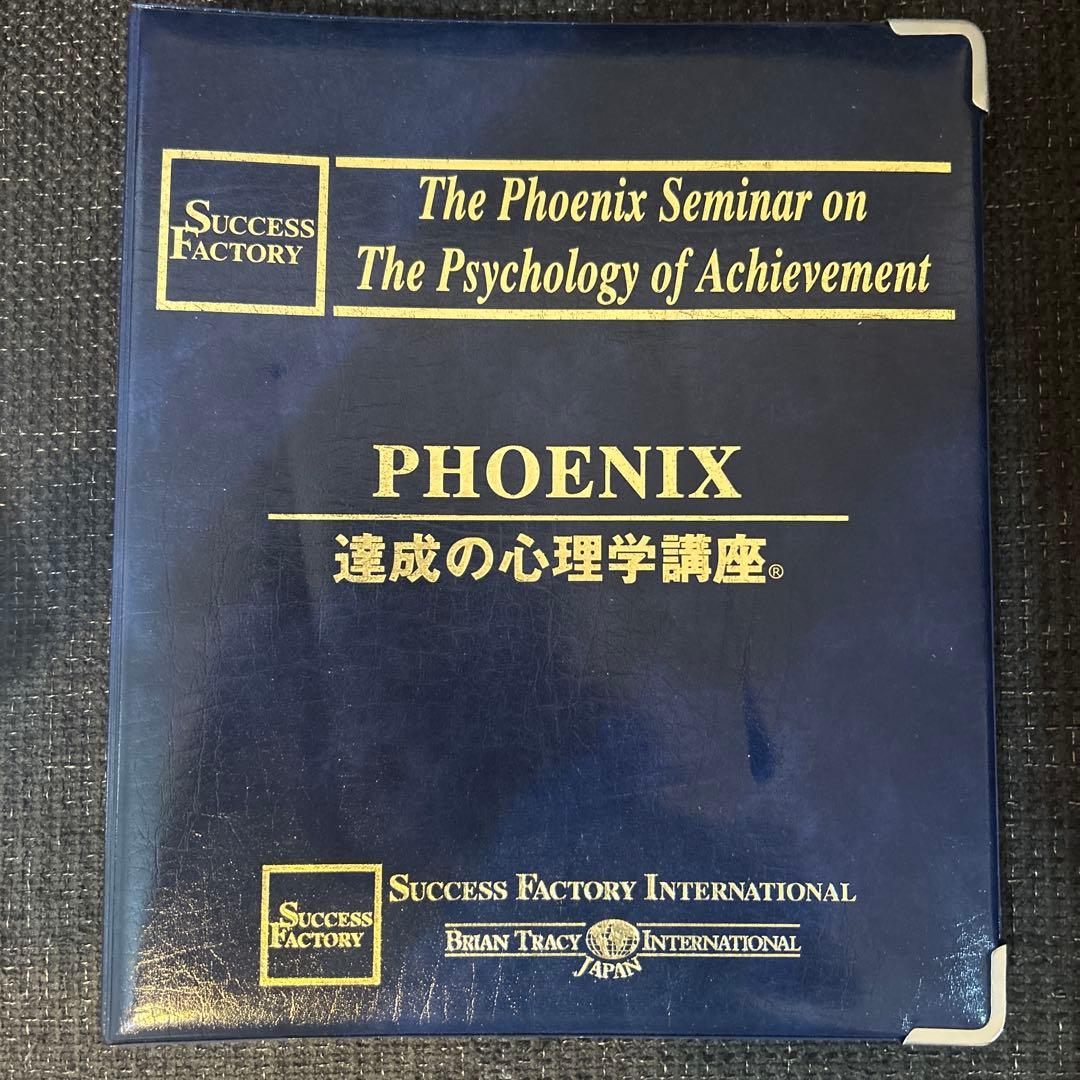 SUCCESS
FACTORY
The Phoenix Seminar on
The Psychology of Achievement
PHOENIX
達成の心理学講座®
SUCCESS
FACTORY
SUCCESS FACTORY INTERNATIONAL
BRIAN TRACY INTERNATIONAL
JAPAN